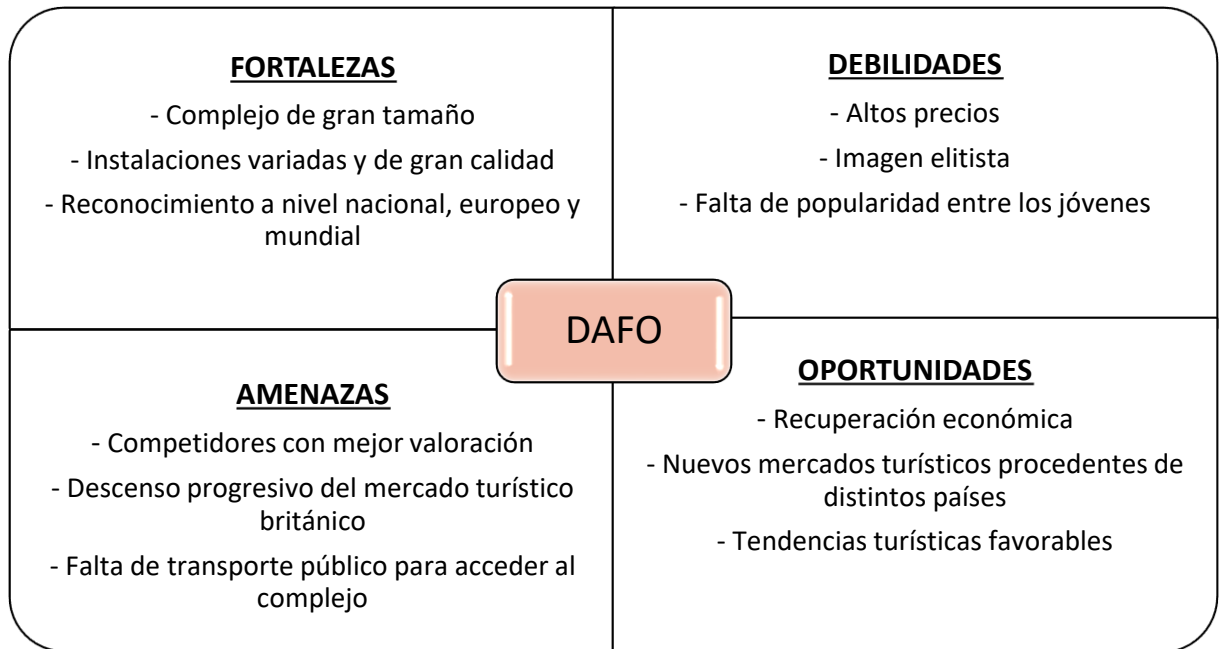 FORTALEZAS
- Complejo de gran tamaño
- Instalaciones variadas y de gran calidad
- Reconocimiento a nivel nacional, europeo y
mundial
DEBILIDADES
- Altos precios
- Imagen elitista
- Falta de popularidad entre los jóvenes
DAFO
AMENAZAS
- Competidores con mejor valoración
- Descenso progresivo del mercado turístico
británico
- Falta de transporte público para acceder al
complejo
OPORTUNIDADES
- Recuperación económica
- Nuevos mercados turísticos procedentes de
distintos países
- Tendencias turísticas favorables